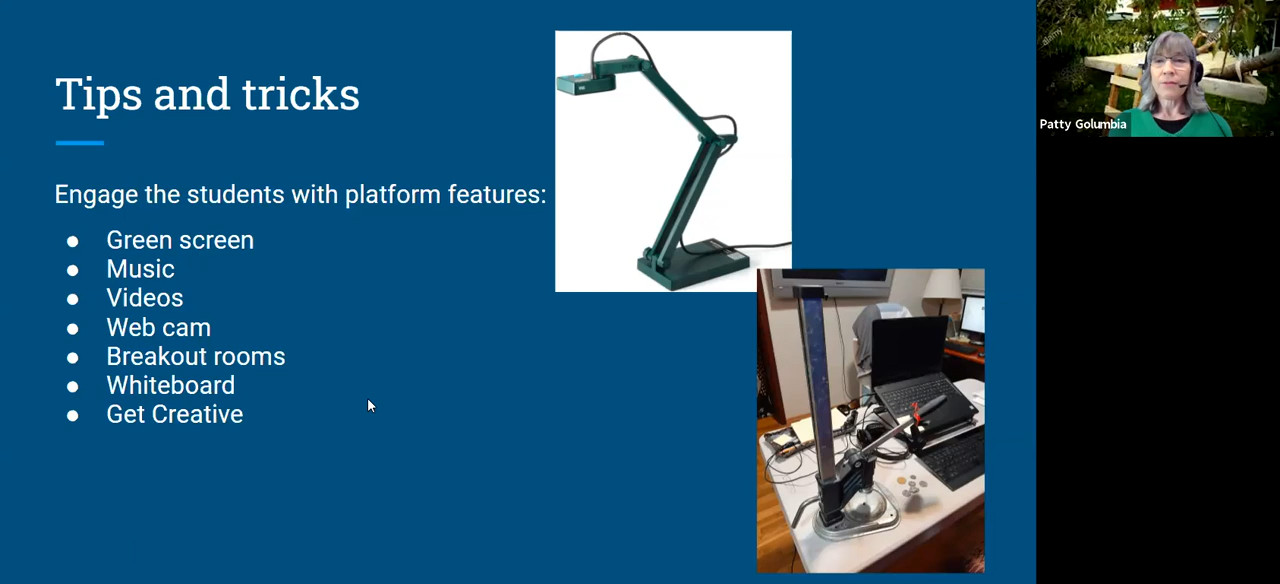 Tips and tricks
Engage the students with platform features:
● Green screen
● Music
● Videos
● Web cam
● Breakout rooms
● Whiteboard
● Get Creative
Patty Golumbia